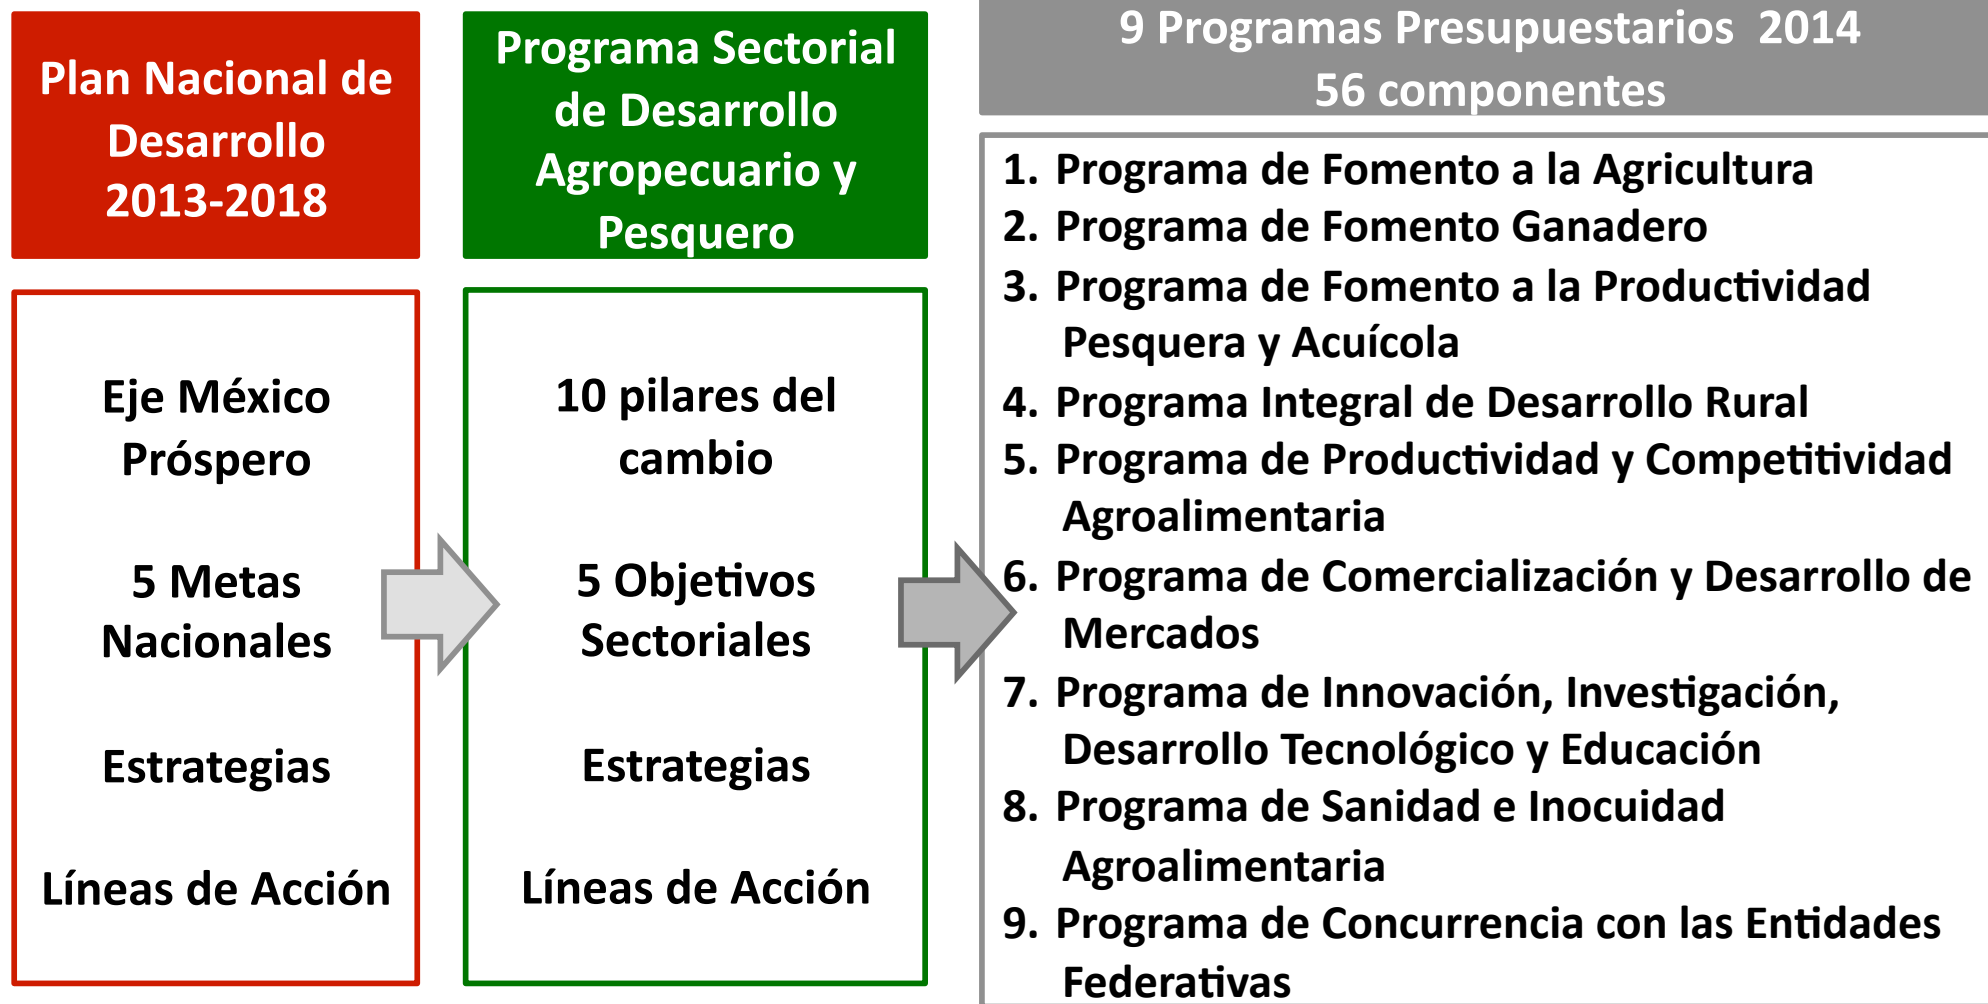 Plan Nacional de
Desarrollo
2013-2018
Eje México
Próspero
5 Metas
Nacionales
Estrategias
Líneas de Acción
Programa Sectorial
de Desarrollo
Agropecuario y
Pesquero
10 pilares del
cambio
5 Objetivos
Sectoriales
Estrategias
Líneas de Acción
9 Programas Presupuestarios 2014
56 componentes
1. Programa de Fomento a la Agricultura
2. Programa de Fomento Ganadero
3. Programa de Fomento a la Productividad
Pesquera y Acuícola
4. Programa Integral de Desarrollo Rural
5. Programa de Productividad y Competitividad
Agroalimentaria
6. Programa de Comercialización y Desarrollo de
Mercados
7. Programa de Innovación, Investigación,
Desarrollo Tecnológico y Educación
8. Programa de Sanidad e Inocuidad
Agroalimentaria
9. Programa de Concurrencia con las Entidades
Federativas